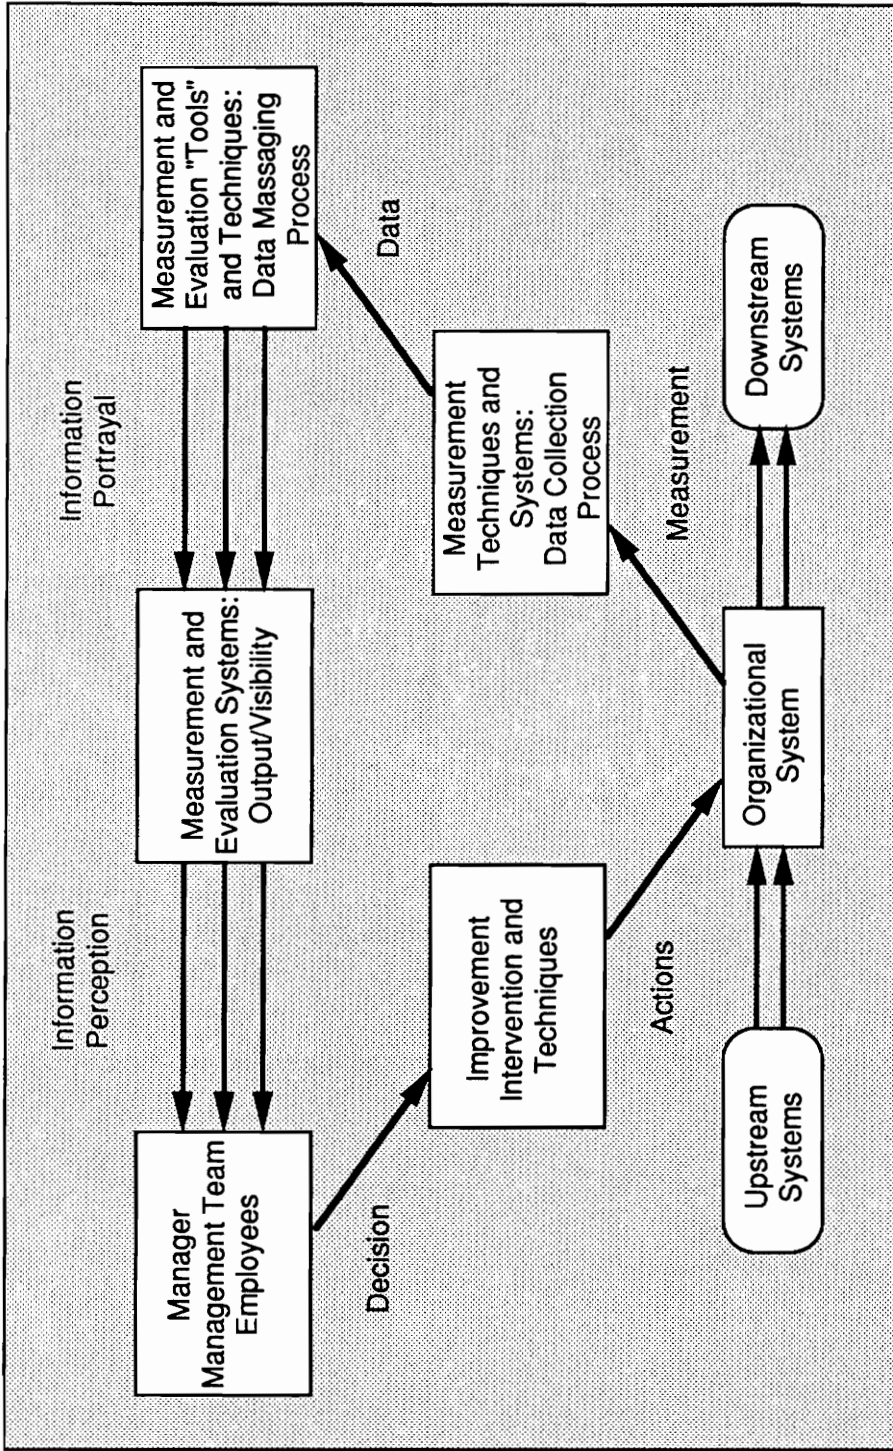 Information
Perception
Information
Portrayal
Manager
Management Team
Employees
Measurement and
Evaluation Systems:
Output/Visibility
Measurement and
Evaluation "Tools"
and Techniques:
Data Massaging
Process
Decision
Data
Improvement
Intervention and
Techniques
Measurement
Techniques and
Systems:
Data Collection
Process
Actions
Measurement
Upstream
Systems
Organizational
System
Downstream
Systems